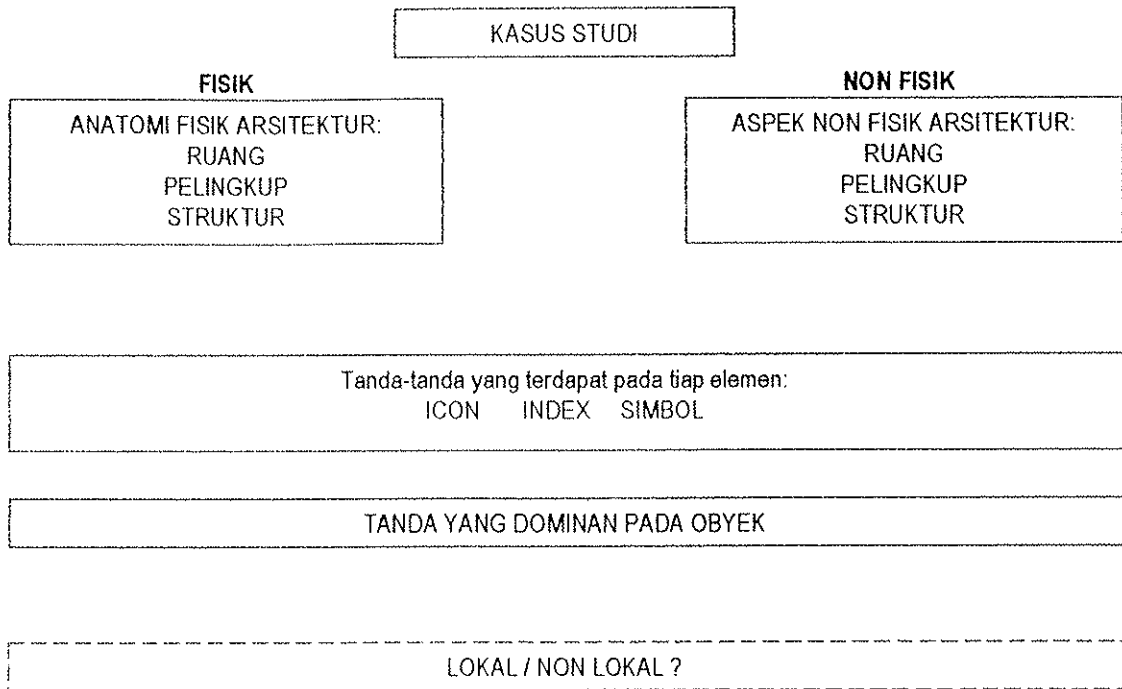 KASUS STUDI
FISIK
ANATOMI FISIK ARSITEKTUR:
RUANG
PELINGKUP
STRUKTUR
NON FISIK
ASPEK NON FISIK ARSITEKTUR:
RUANG
PELINGKUP
STRUKTUR
Tanda-tanda yang terdapat pada tiap elemen:
ICON INDEX SIMBOL
TANDA YANG DOMINAN PADA OBYEK
LOKAL / NON LOKAL ?